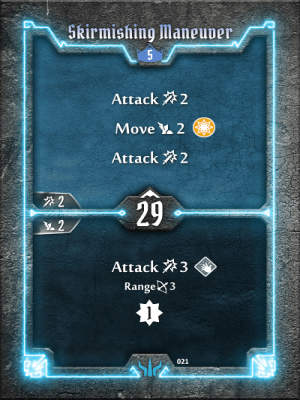 Skirmishing Maneuver
5
Attack 2
Move 2
Attack 2
29
2
2
Attack 3
Range 3
1
021